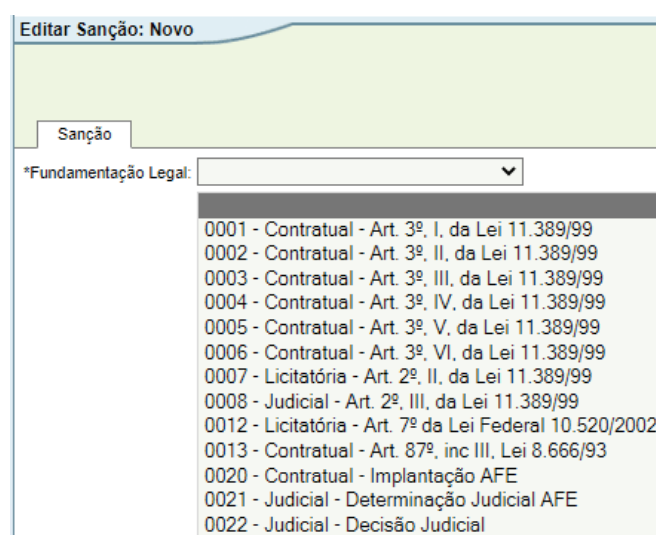 Editar Sanção: Novo
Sanção
*Fundamentação Legal:
0001 - Contratual - Art. 3º, I, da Lei 11.389/99
0002 - Contratual - Art. 3º, II, da Lei 11.389/99
0003 - Contratual - Art. 3º, III, da Lei 11.389/99
0004 - Contratual - Art. 3º, IV, da Lei 11.389/99
0005 - Contratual - Art. 3º, V, da Lei 11.389/99
0006 - Contratual - Art. 3º, VI, da Lei 11.389/99
0007 - Licitatória - Art. 2º, II, da Lei 11.389/99
0008 - Judicial - Art. 2º, III, da Lei 11.389/99
0012 - Licitatória - Art. 7º da Lei Federal 10.520/2002
0013 - Contratual - Art. 87º, inc III, Lei 8.666/93
0020 - Contratual - Implantação AFE
0021 - Judicial - Determinação Judicial AFE
0022 - Judicial - Decisão Judicial